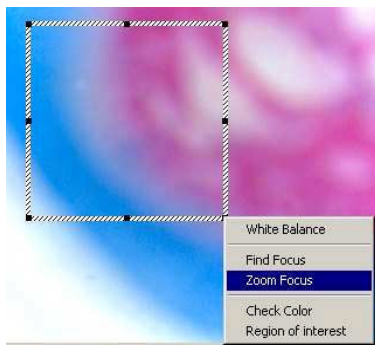 White Balance
Find Focus
Zoom Focus
Check Color
Region of interest